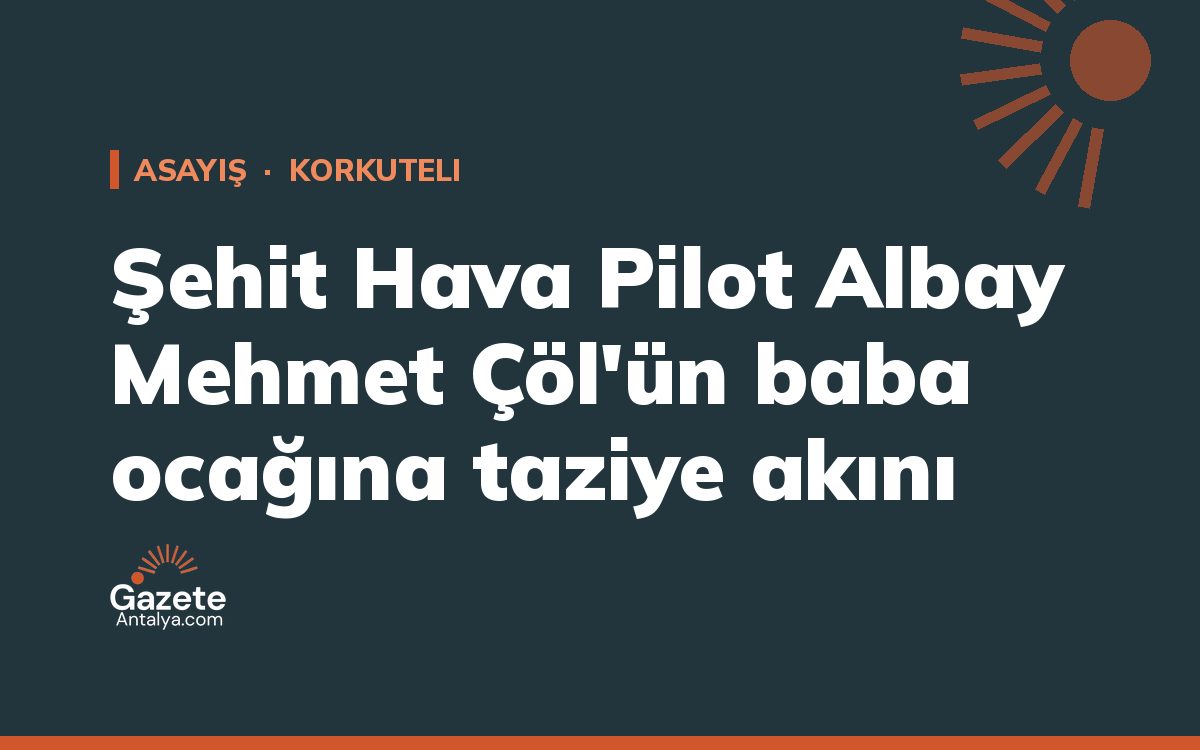 ASAYIŞ · KORKUTELI
Şehit Hava Pilot Albay
Mehmet Çöl'ün baba
ocağına taziye akını
Gazete
Antalya.com